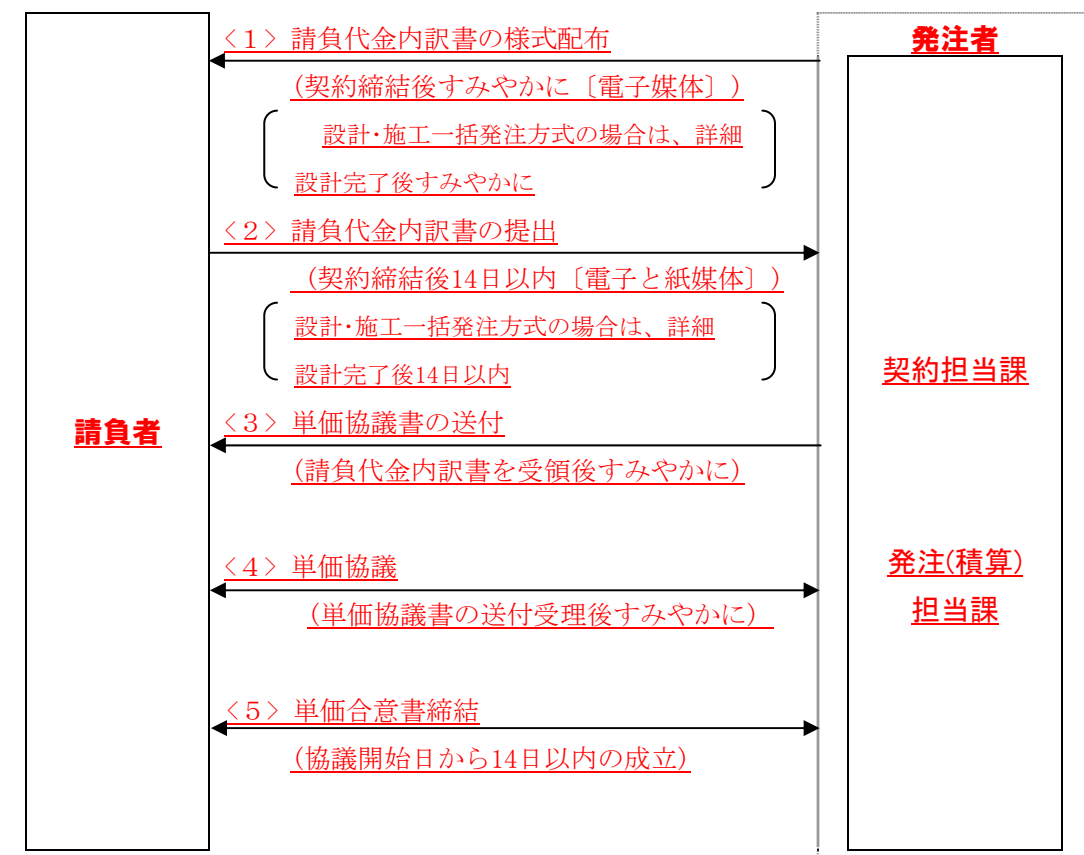 発注者
<1> 請負代金内訳書の様式配布
(契約締結後すみやかに〔電子媒体〕)
設計・施工一括発注方式の場合は、詳細
設計完了後すみやかに
<2> 請負代金内訳書の提出
(契約締結後14日以内〔電子と紙媒体〕)
設計・施工一括発注方式の場合は、詳細
設計完了後14日以内
契約担当課
請負者
<3> 単価協議書の送付
(請負代金内訳書を受領後すみやかに)
<4> 単価協議
(単価協議書の送付受理後すみやかに)
発注(積算)
担当課
<5> 単価合意書締結
(協議開始日から14日以内の成立)